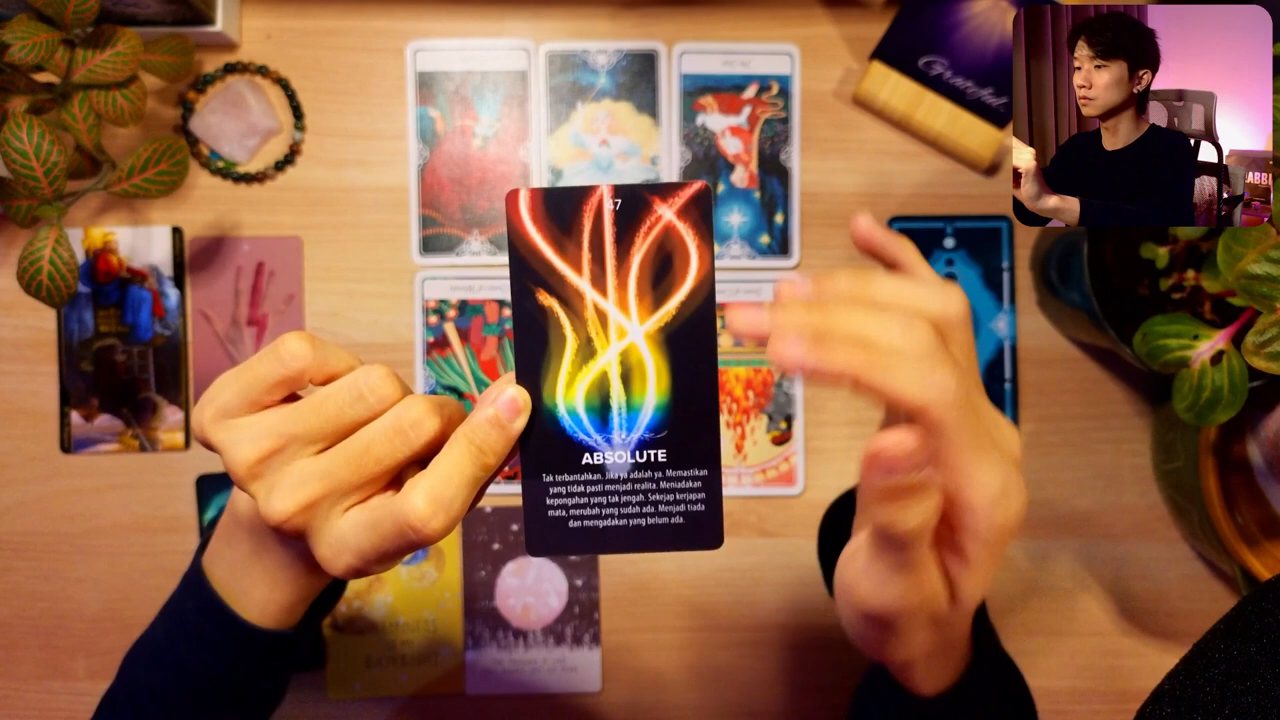 Grateful
ABBA
47
ABSOLUTE
Tak terbantahkan. Jika ya adalah ya. Memastikan
yang tidak pasti menjadi realita. Meniadakan
kepongahan yang tak jengah. Sekejap kerjapan
mata, merubah yang sudah ada. Menjadi tiada
dan mengadakan yang belum ada.